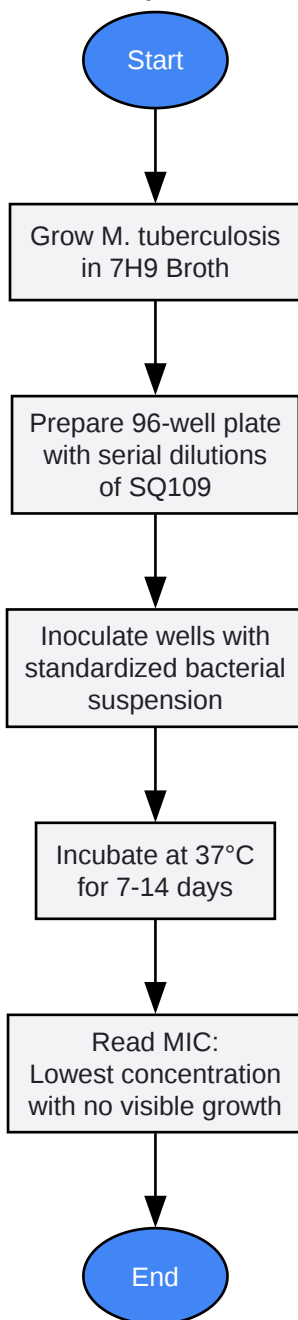 Start
Grow M. tuberculosis
in 7H9 Broth
Prepare 96-well plate
with serial dilutions
of SQ109
Inoculate wells with
standardized bacterial
suspension
Incubate at 37°C
for 7-14 days
Read MIC:
Lowest concentration
with no visible growth
End